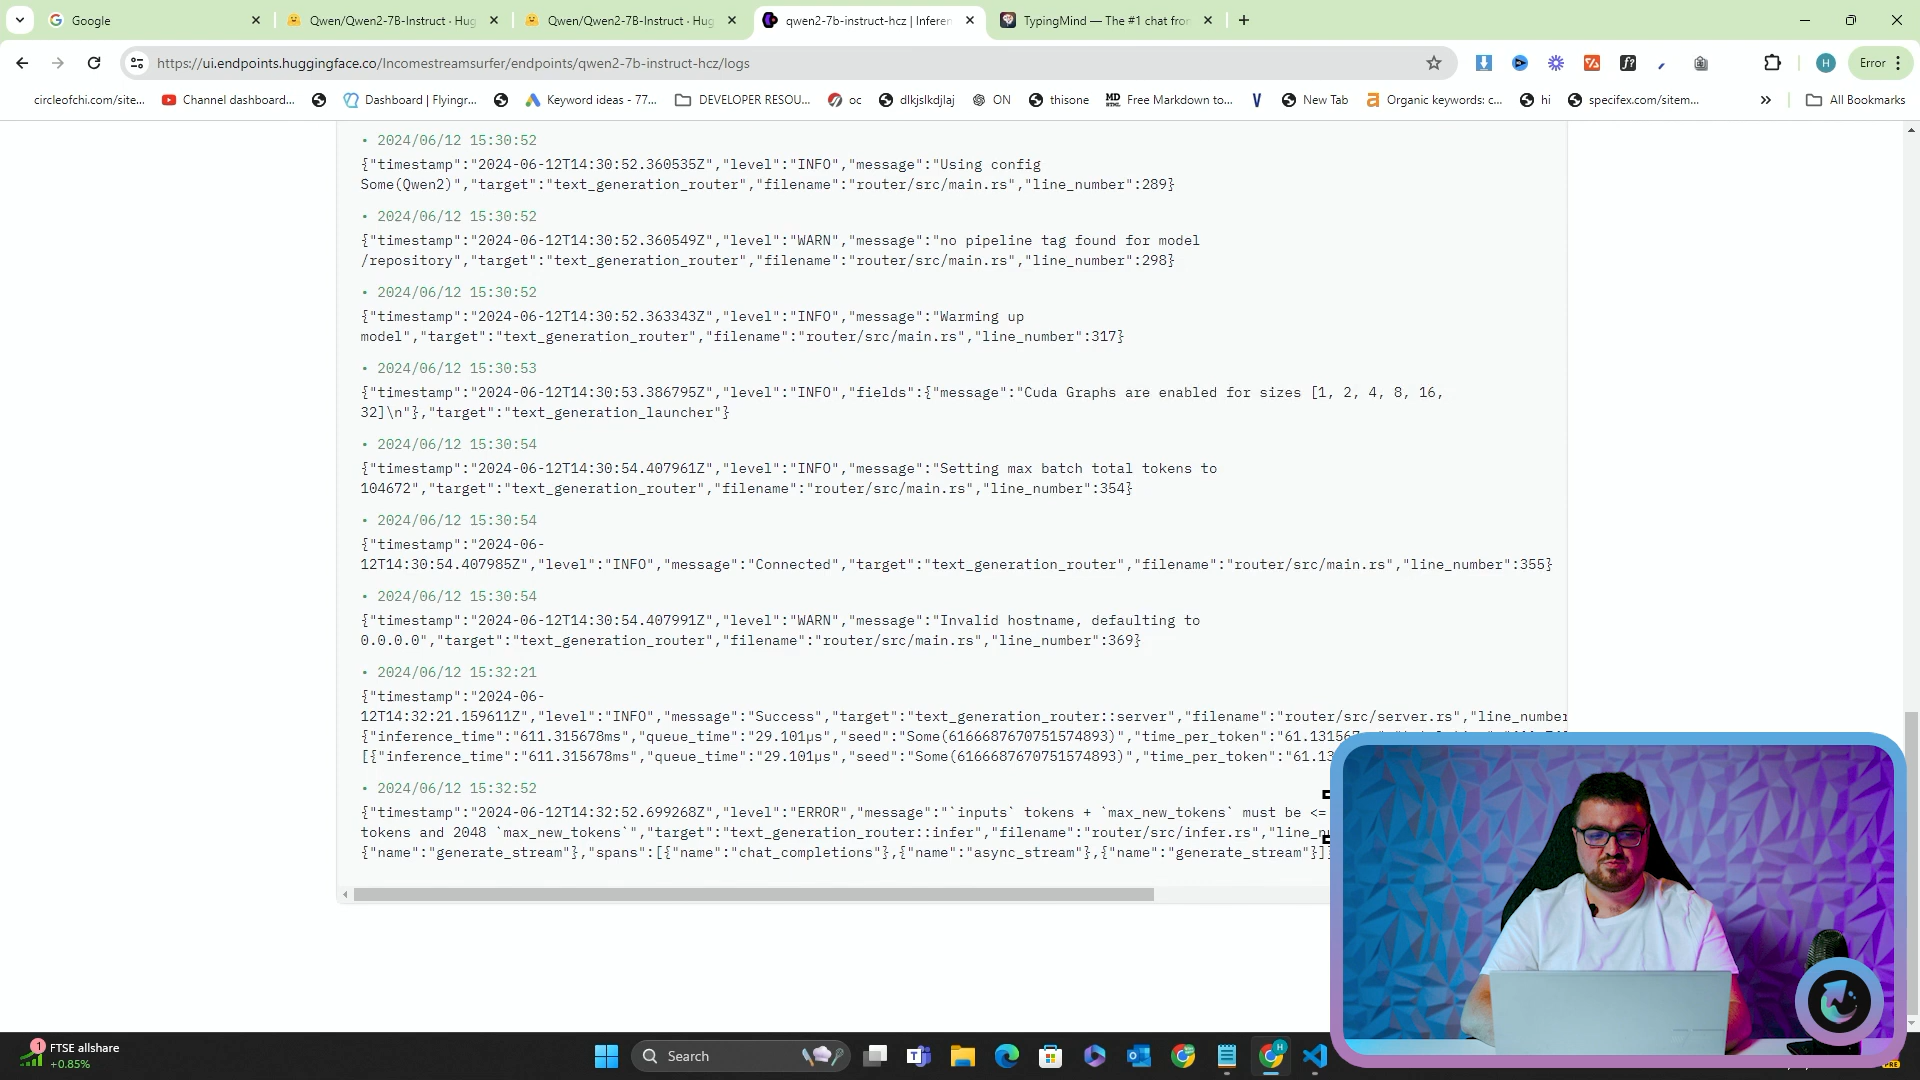 Google
Qwen/Qwen2-7B-Instruct · Hug
Qwen/Qwen2-7B-Instruct · Hug
qwen2-7b-instruct-hcz | Inferen
TypingMind — The #1 chat fron
https://ui.endpoints.huggingface.co/Incomestreamsurfer/endpoints/qwen2-7b-instruct-hcz/logs
H
Error
circleofchi.com/site...
Channel dashboard...
Dashboard | Flyingr...
Keyword ideas - 77...
DEVELOPER RESOU...
oc
dlkjslkdjlaj
ON
thisone
Free Markdown to...
New Tab
Organic keywords: c...
hi
specifex.com/sitem...
All Bookmarks
• 2024/06/12 15:30:52
{"timestamp":"2024-06-12T14:30:52.360535Z","level":"INFO","message":"Using config
Some(Qwen2)","target":"text_generation_router","filename":"router/src/main.rs","line_number":289}
• 2024/06/12 15:30:52
{"timestamp":"2024-06-12T14:30:52.360549Z","level":"WARN","message":"no pipeline tag found for model
/repository","target":"text_generation_router","filename":"router/src/main.rs","line_number":298}
• 2024/06/12 15:30:52
{"timestamp":"2024-06-12T14:30:52.363343Z","level":"INFO","message":"Warming up
model","target":"text_generation_router","filename":"router/src/main.rs","line_number":317}
• 2024/06/12 15:30:53
{"timestamp":"2024-06-12T14:30:53.386795Z","level":"INFO","fields":{"message":"Cuda Graphs are enabled for sizes [1, 2, 4, 8, 16,
32]\n"},"target":"text_generation_launcher"}
• 2024/06/12 15:30:54
{"timestamp":"2024-06-12T14:30:54.407961Z","level":"INFO","message":"Setting max batch total tokens to
104672","target":"text_generation_router","filename":"router/src/main.rs","line_number":354}
• 2024/06/12 15:30:54
{"timestamp":"2024-06-
12T14:30:54.407985Z","level":"INFO","message":"Connected","target":"text_generation_router","filename":"router/src/main.rs","line_number":355}
• 2024/06/12 15:30:54
{"timestamp":"2024-06-12T14:30:54.407991Z","level":"WARN","message":"Invalid hostname, defaulting to
0.0.0.0","target":"text_generation_router","filename":"router/src/main.rs","line_number":369}
• 2024/06/12 15:32:21
{"timestamp":"2024-06-
12T14:32:21.159611Z","level":"INFO","message":"Success","target":"text_generation_router::server","filename":"router/src/server.rs","line_number
{"inference_time":"611.315678ms","queue_time":"29.101µs","seed":"Some(6166687670751574893)","time_per_token":"61.13156
[{"inference_time":"611.315678ms","queue_time":"29.101µs","seed":"Some(6166687670751574893)","time_per_token":"61.13
• 2024/06/12 15:32:52
{"timestamp":"2024-06-12T14:32:52.699268Z","level":"ERROR","message":"`inputs` tokens + `max_new_tokens` must be <=
tokens and 2048 `max_new_tokens`","target":"text_generation_router::infer","filename":"router/src/infer.rs","line_n
{"name":"generate_stream"},"spans":[{"name":"chat_completions"},{"name":"async_stream"},{"name":"generate_stream"}]}
1
FTSE allshare
+0.85%
Search
PRE